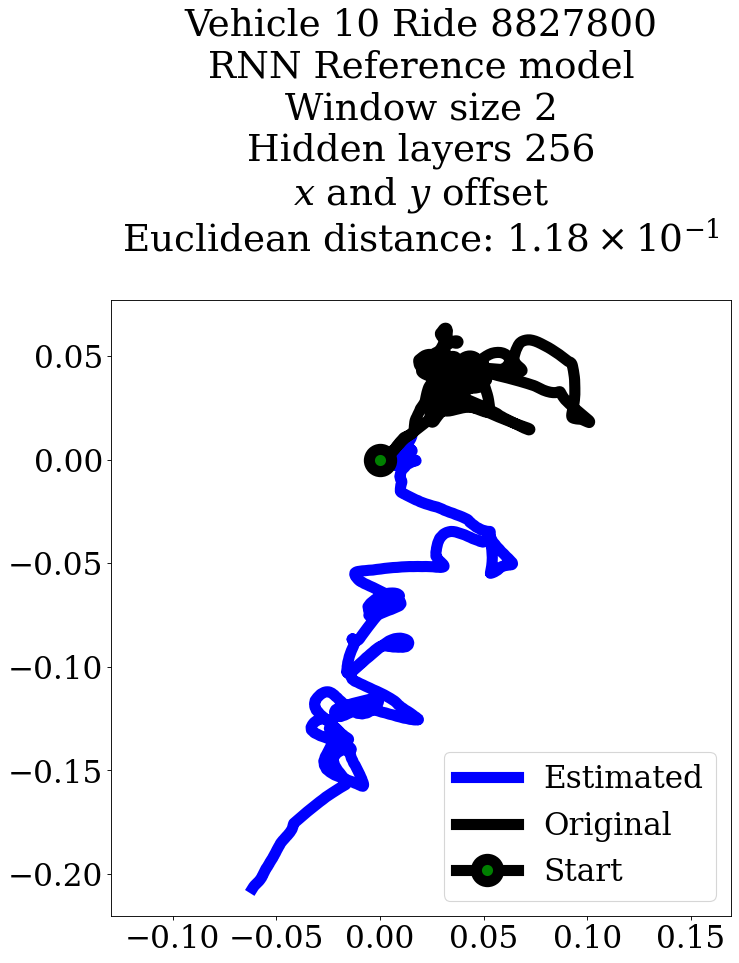 Vehicle 10 Ride 8827800
RNN Reference model
Window size 2
Hidden layers 256
x and y offset
Euclidean distance: 1.18 × 10⁻¹
0.05
0.00
−0.05
−0.10
−0.15
−0.20
Estimated
Original
Start
−0.10 −0.05 0.00 0.05 0.10 0.15